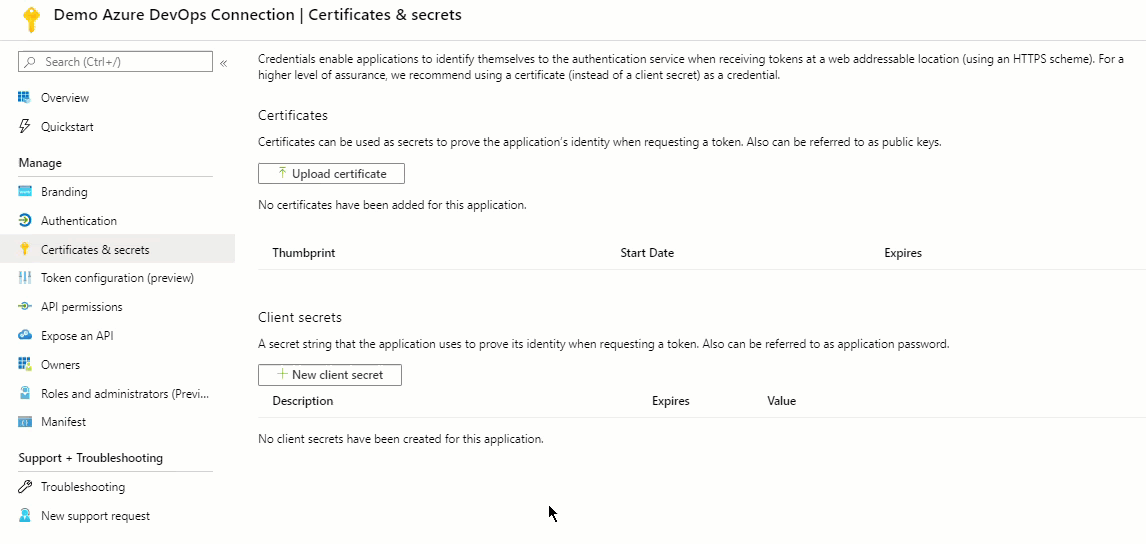 Demo Azure DevOps Connection | Certificates & secrets
Search (Ctrl+/)
«
Overview
Quickstart
Manage
Branding
Authentication
Certificates & secrets
Token configuration (preview)
API permissions
Expose an API
Owners
Roles and administrators (Previ...
Manifest
Support + Troubleshooting
Troubleshooting
New support request
Credentials enable applications to identify themselves to the authentication service when receiving tokens at a web addressable location (using an HTTPS scheme). For a
higher level of assurance, we recommend using a certificate (instead of a client secret) as a credential.
Certificates
Certificates can be used as secrets to prove the application's identity when requesting a token. Also can be referred to as public keys.
Upload certificate
No certificates have been added for this application.
Thumbprint Start Date Expires
Client secrets
A secret string that the application uses to prove its identity when requesting a token. Also can be referred to as application password.
New client secret
Description Expires Value
No client secrets have been created for this application.